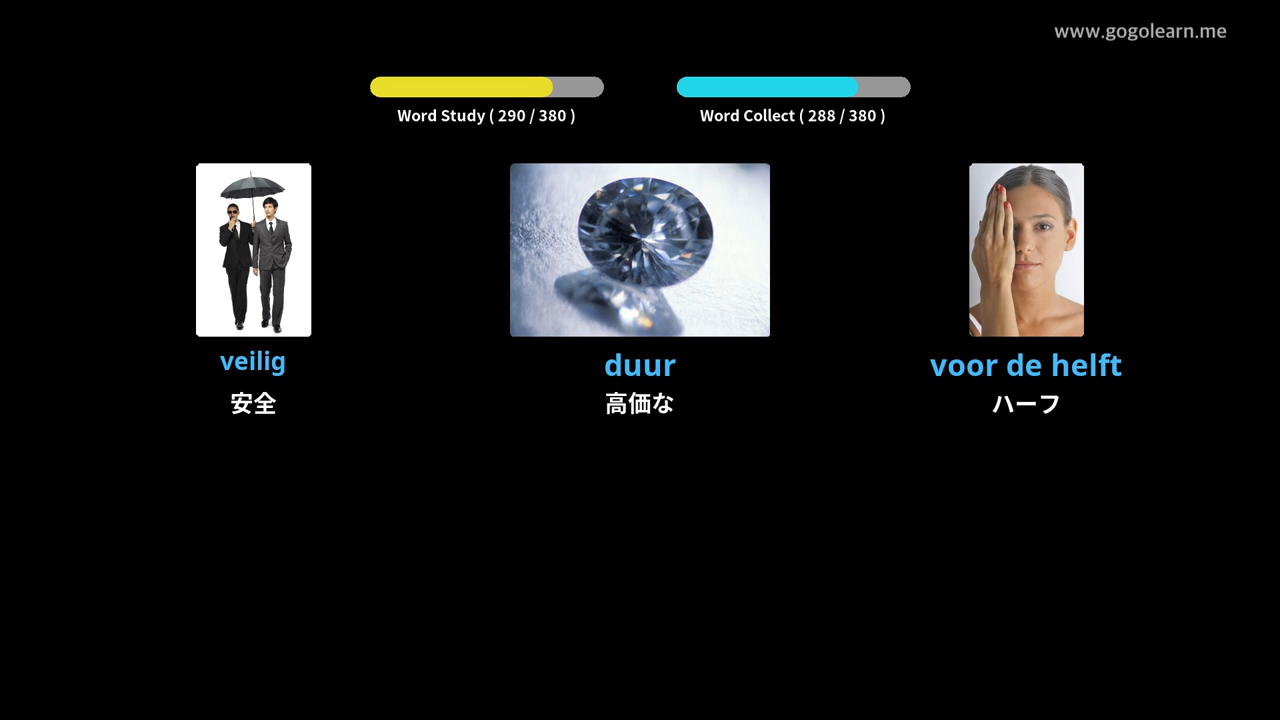 www.gogolearn.me
Word Study ( 290 / 380 )
Word Collect ( 288 / 380 )
veilig
duur
voor de helft
安全
高価な
ハーフ